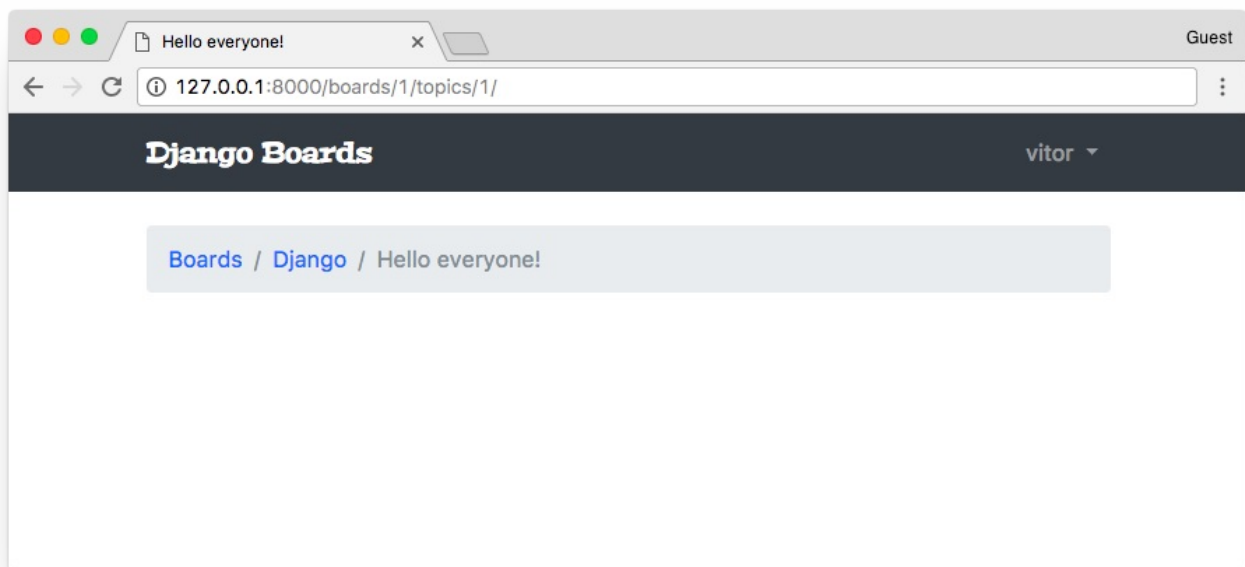 Hello everyone!
Guest
127.0.0.1:8000/boards/1/topics/1/
Django Boards
vitor
Boards / Django / Hello everyone!